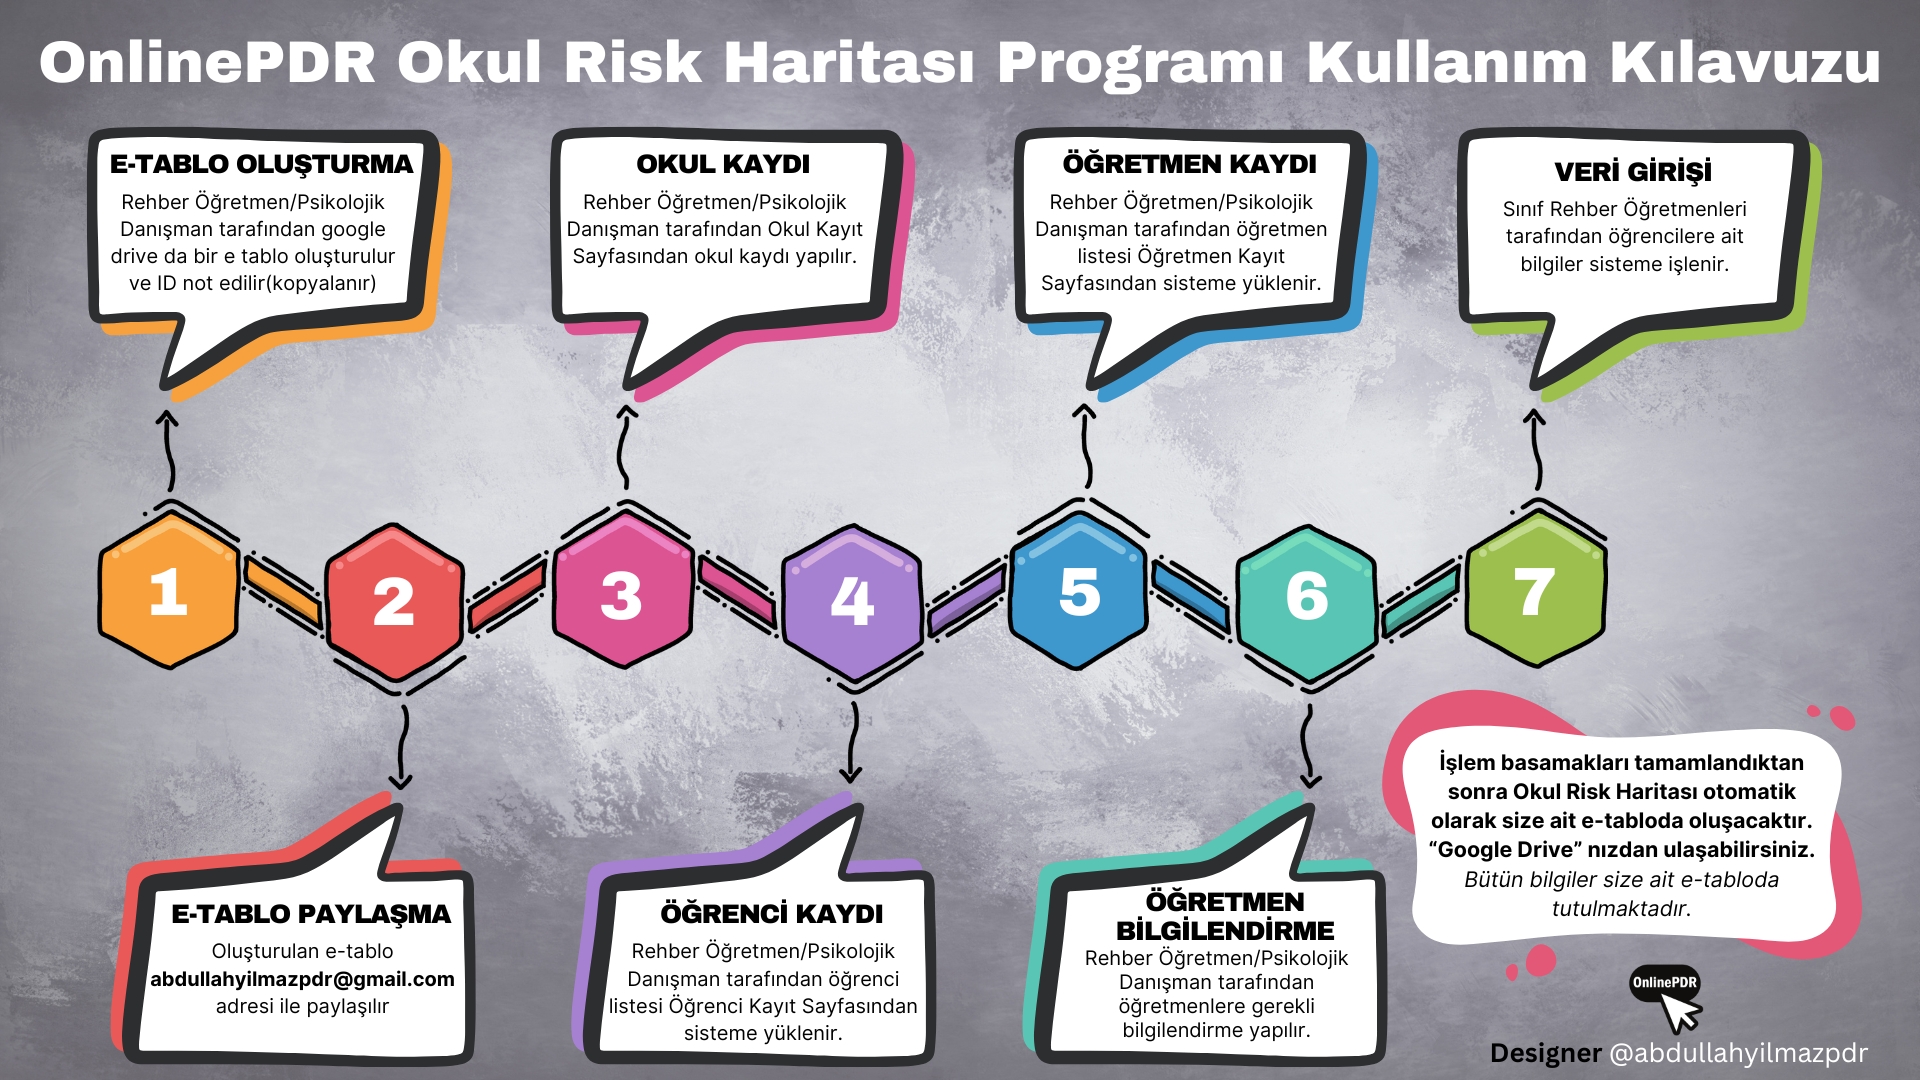 OnlinePDR Okul Risk Haritası Programı Kullanım Kılavuzu
E-TABLO OLUŞTURMA
Rehber Öğretmen/Psikolojik
Danışman tarafından google
drive da bir e tablo oluşturulur
ve ID not edilir(kopyalanır)
OKUL KAYDI
Rehber Öğretmen/Psikolojik
Danışman tarafından Okul Kayıt
Sayfasından okul kaydı yapılır.
ÖĞRETMEN KAYDI
Rehber Öğretmen/Psikolojik
Danışman tarafından öğretmen
listesi Öğretmen Kayıt
Sayfasından sisteme yüklenir.
VERİ GİRİŞİ
Sınıf Rehber Öğretmenleri
tarafından öğrencilere ait
bilgiler sisteme işlenir.
1
2
3
4
5
6
7
E-TABLO PAYLAŞMA
Oluşturulan e-tablo
abdullahyilmazpdr@gmail.com
adresi ile paylaşılır
ÖĞRENCİ KAYDI
Rehber Öğretmen/Psikolojik
Danışman tarafından öğrenci
listesi Öğrenci Kayıt Sayfasından
sisteme yüklenir.
ÖĞRETMEN
BİLGİLENDİRME
Rehber Öğretmen/Psikolojik
Danışman tarafından
öğretmenlere gerekli
bilgilendirme yapılır.
İşlem basamakları tamamlandıktan
sonra Okul Risk Haritası otomatik
olarak size ait e-tabloda oluşacaktır.
“Google Drive” nızdan ulaşabilirsiniz.
Bütün bilgiler size ait e-tabloda
tutulmaktadır.
OnlinePDR
Designer @abdullahyilmazpdr